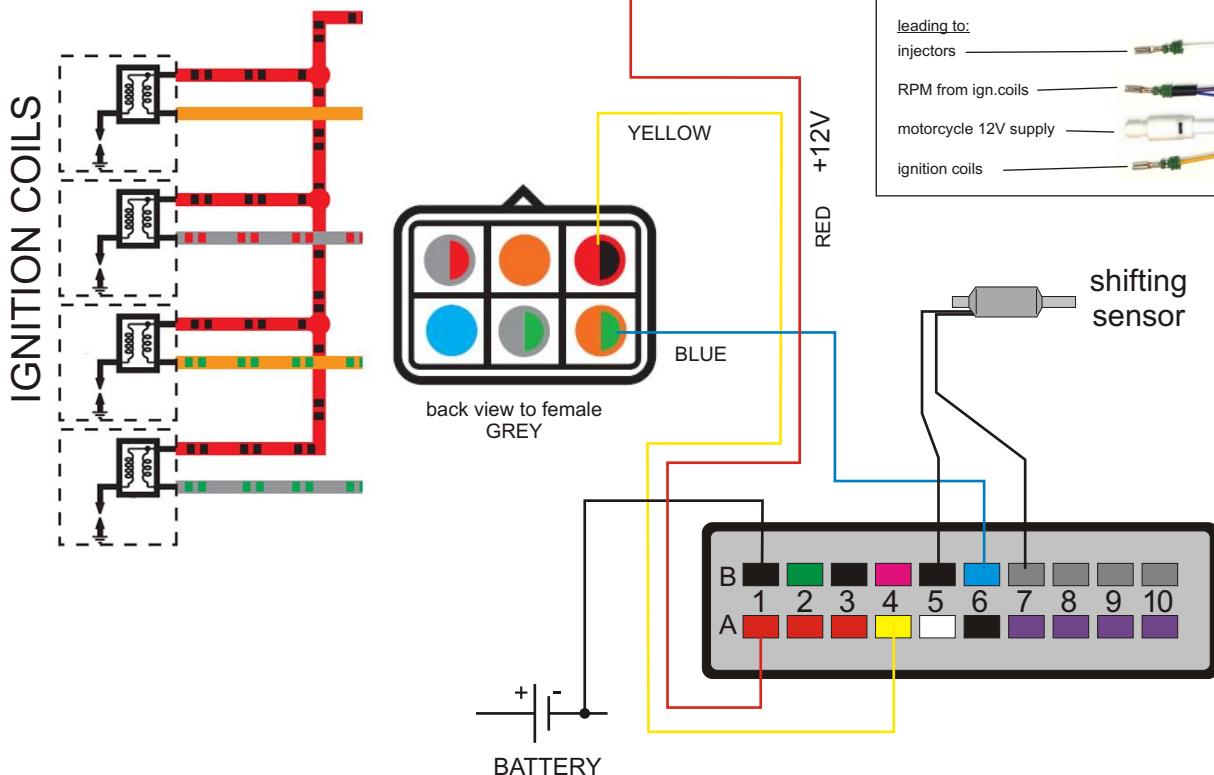 IGNITION COILS
YELLOW
+12V
RED
leading to:
injectors
RPM from ign.coils
motorcycle 12V supply
ignition coils
shifting
sensor
BLUE
back view to female
GREY
B
1 2 3 4 5 6 7 8 9 10
A
+ -
BATTERY